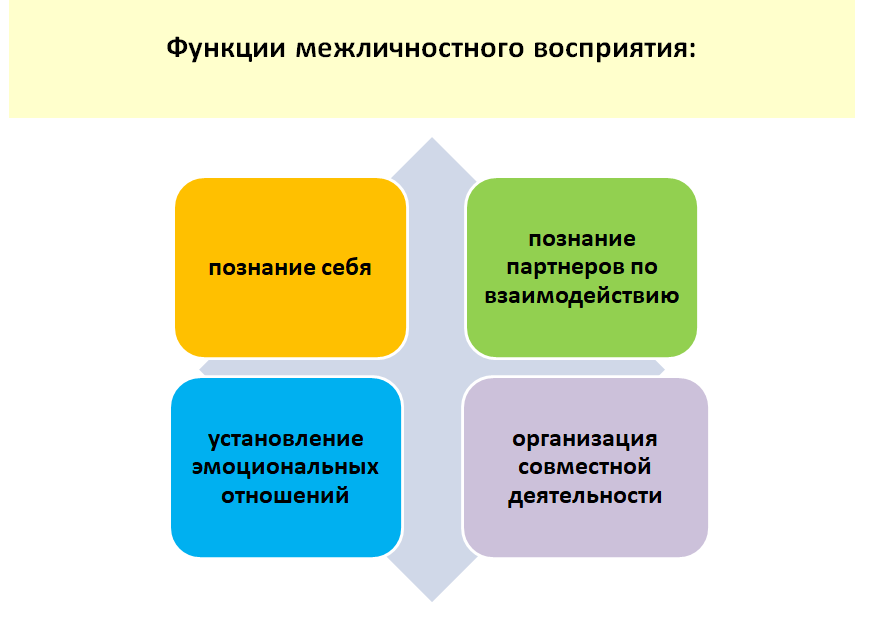 Функции межличностного восприятия:
познание себя
познание
партнеров по
взаимодействию
установление
эмоциональных
отношений
организация
совместной
деятельности